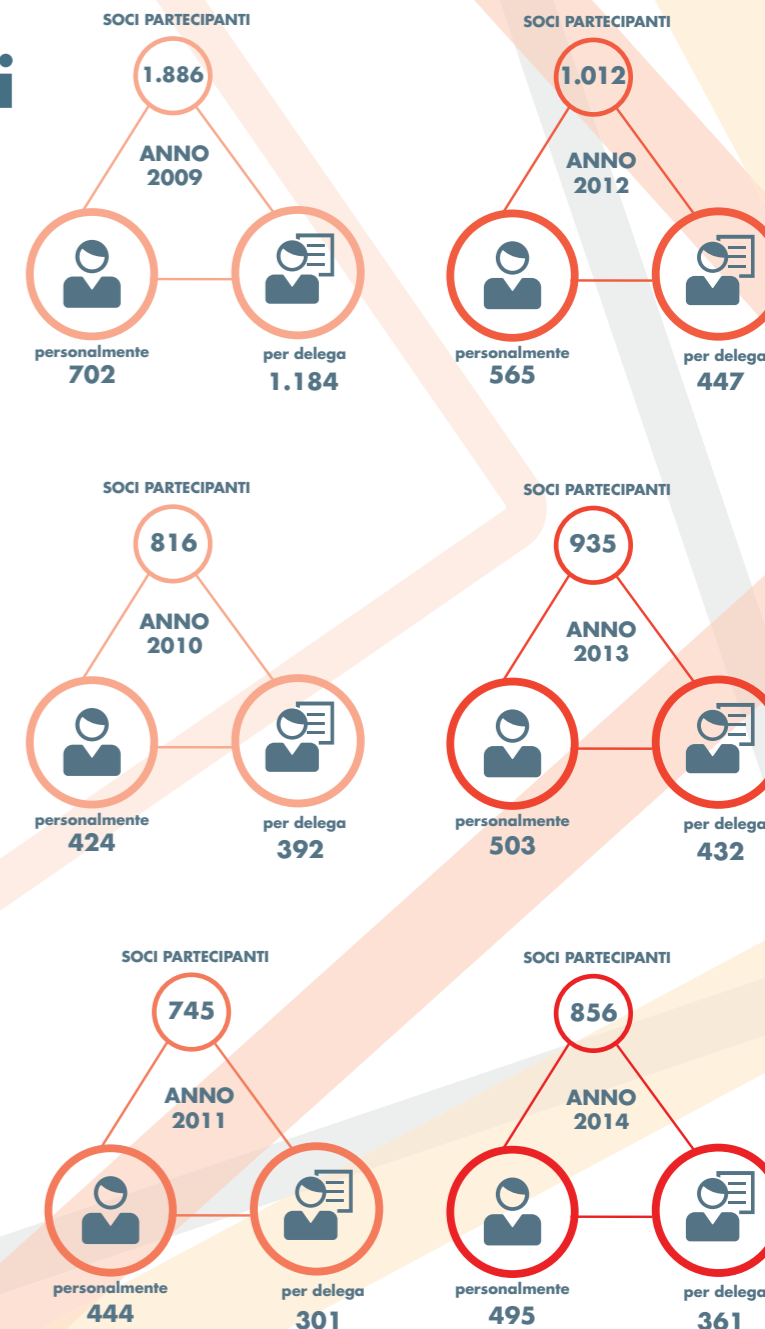 i
SOCI PARTECIPANTI
1.886
ANNO
2009
personalmente
702
per delega
1.184
SOCI PARTECIPANTI
816
ANNO
2010
personalmente
424
per delega
392
SOCI PARTECIPANTI
745
ANNO
2011
personalmente
444
per delega
301
SOCI PARTECIPANTI
1.012
ANNO
2012
personalmente
565
per delega
447
SOCI PARTECIPANTI
935
ANNO
2013
personalmente
503
per delega
432
SOCI PARTECIPANTI
856
ANNO
2014
personalmente
495
per delega
361